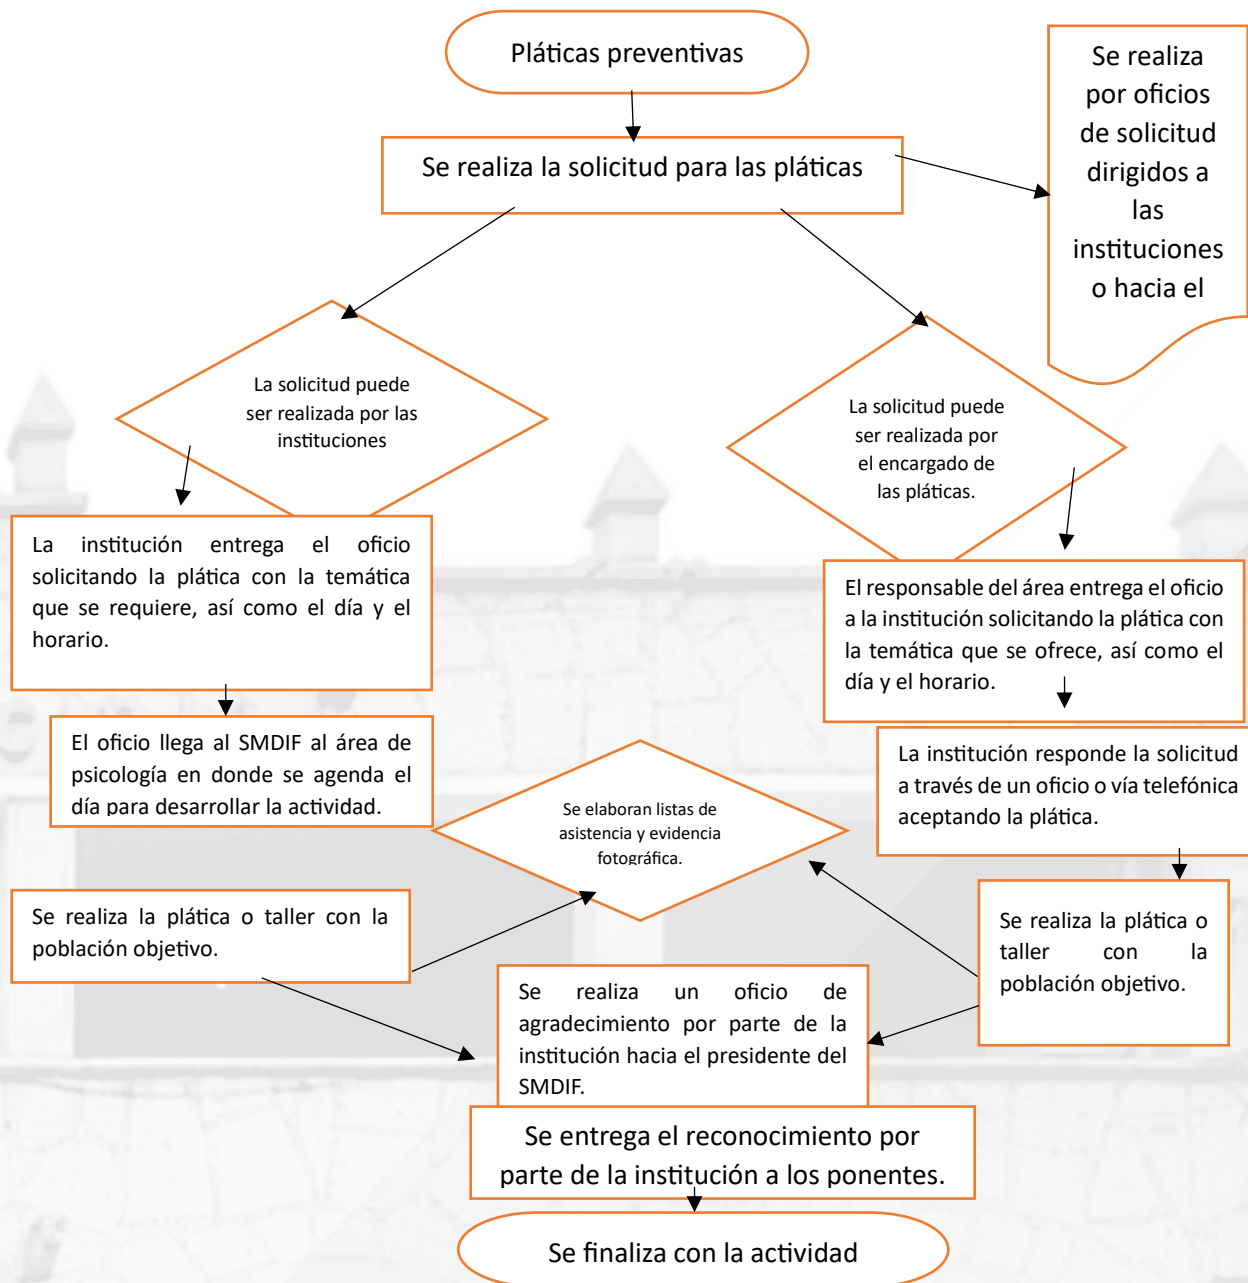 Pláticas preventivas
Se realiza
por oficios
de solicitud
dirigidos a
las
instituciones
o hacia el
Se realiza la solicitud para las pláticas
La solicitud puede
ser realizada por las
instituciones
La solicitud puede
ser realizada por
el encargado de
las pláticas.
La institución entrega el oficio
solicitando la plática con la temática
que se requiere, así como el día y el
horario.
El responsable del área entrega el oficio
a la institución solicitando la plática con
la temática que se ofrece, así como el
día y el horario.
El oficio llega al SMDIF al área de
psicología en donde se agenda el
día para desarrollar la actividad.
La institución responde la solicitud
a través de un oficio o vía telefónica
aceptando la plática.
Se elaboran listas de
asistencia y evidencia
fotográfica.
Se realiza la plática o taller con la
población objetivo.
Se realiza la plática o
taller con la
población objetivo.
Se realiza un oficio de
agradecimiento por parte de la
institución hacia el presidente del
SMDIF.
Se entrega el reconocimiento por
parte de la institución a los ponentes.
Se finaliza con la actividad